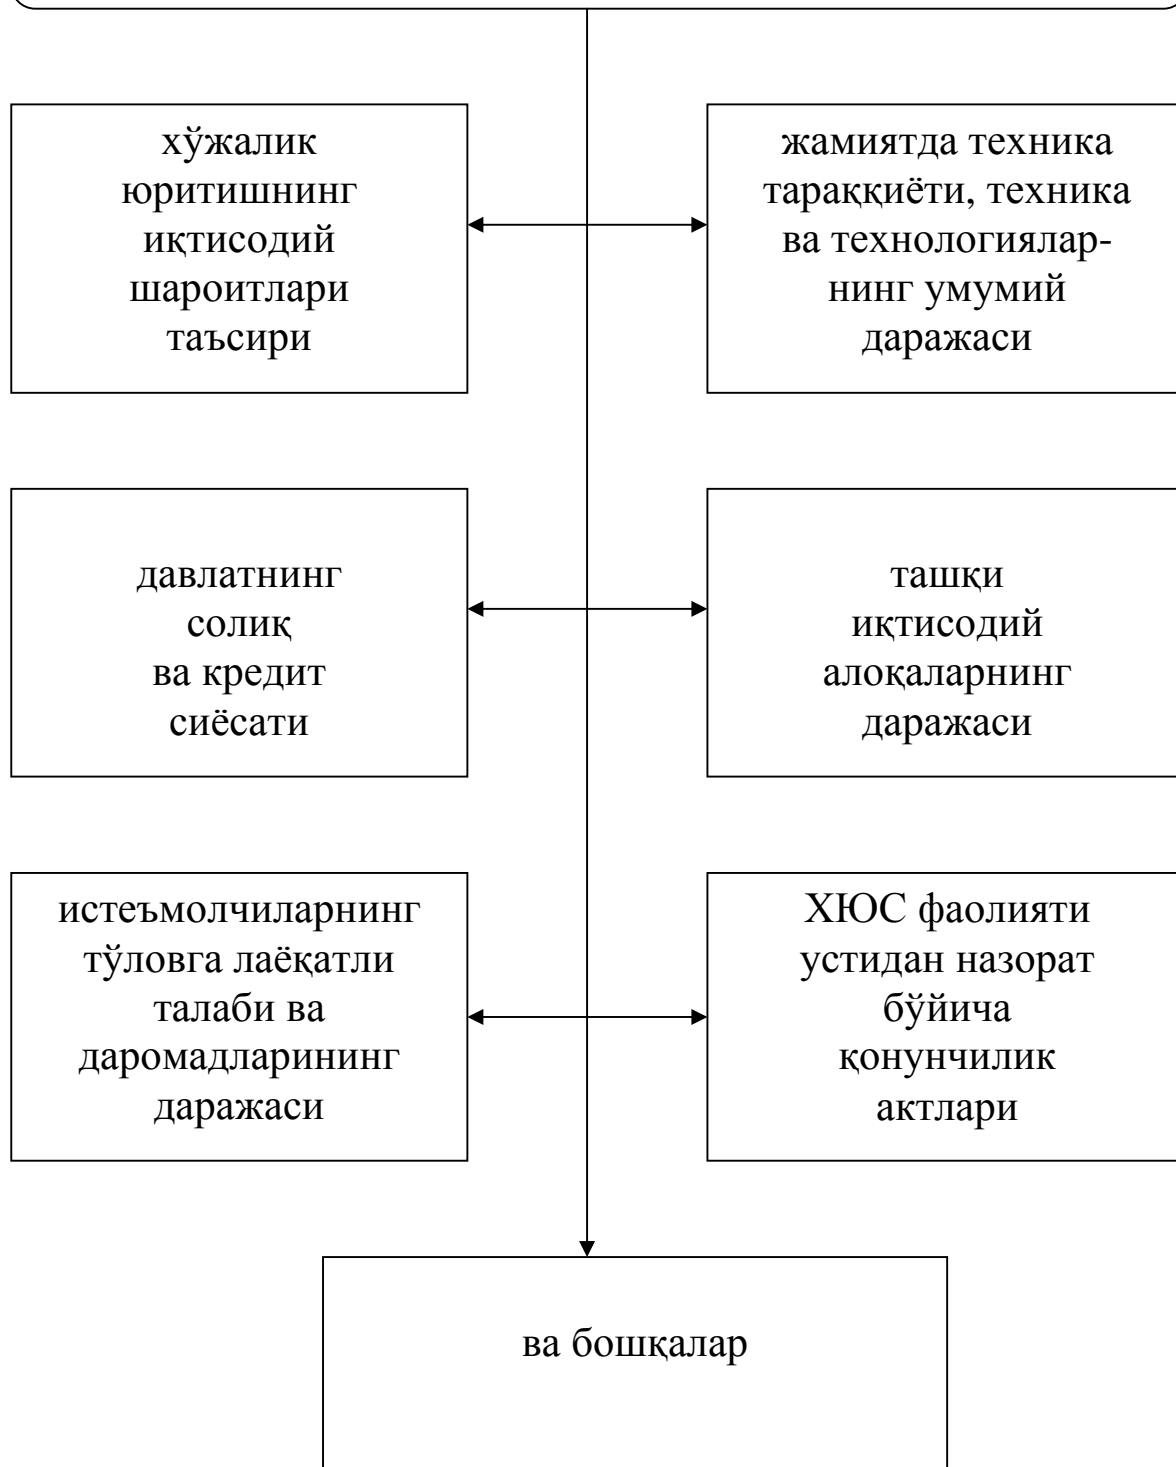 хўжалик
юритишнинг
иқтисодий
шароитлари
таъсири
жамиятда техника
тараққиёти, техника
ва технологиялар-
нинг умумий
даражаси
давлатнинг
солиқ
ва кредит
сиёсати
ташқи
иқтисодий
алоқаларнинг
даражаси
истеъмолчиларнинг
тўловга лаёқатли
талаби ва
даромадларининг
даражаси
ХЮС фаолияти
устидан назорат
бўйича
қонунчилик
актлари
ва бошқалар